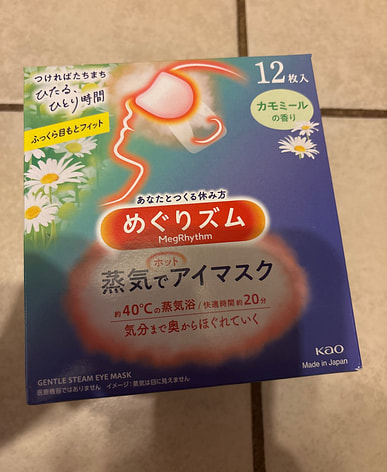 つければたちまち
ひたる、
ひとり時間
ふっくら目もとフィット
12枚入
カモミール
の香り
あなたとつくる休み方
めぐりズム
MegRhythm
ホット
蒸気でアイマスク
約40℃の蒸気浴/快適時間 約20分
気分まで奥からほぐれていく
Kao
Made in Japan
GENTLE STEAM EYE MASK
医療機器ではありません イメージ:蒸気は目に見えません